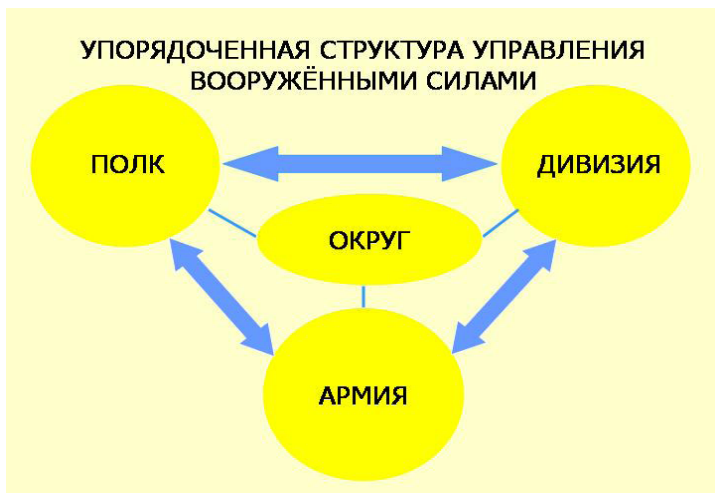 УПОРЯДОЧЕННАЯ СТРУКТУРА УПРАВЛЕНИЯ
ВООРУЖЁННЫМИ СИЛАМИ
ПОЛК
ДИВИЗИЯ
ОКРУГ
АРМИЯ